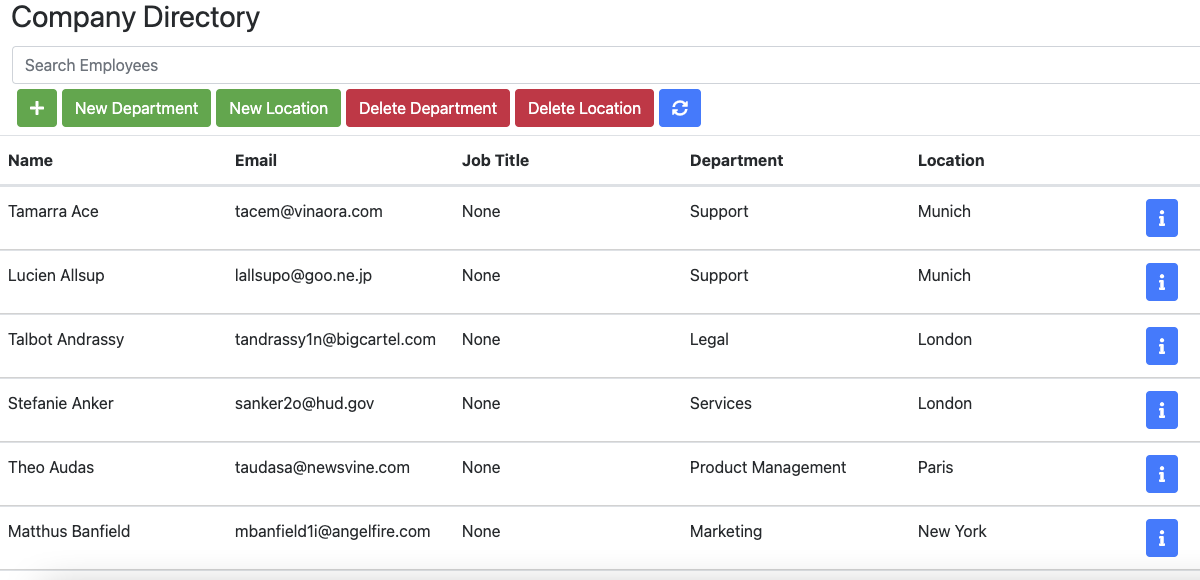 Company Directory
Search Employees
+ New Department New Location Delete Department Delete Location
Name Email Job Title Department Location
Tamarra Ace tacem@vinaora.com None Support Munich i
Lucien Allsup lallsupo@goo.ne.jp None Support Munich i
Talbot Andrassy tandrassy1n@bigcartel.com None Legal London i
Stefanie Anker sanker2o@hud.gov None Services London i
Theo Audas taudasa@newsvine.com None Product Management Paris i
Matthus Banfield mbanfield1i@angelfire.com None Marketing New York i